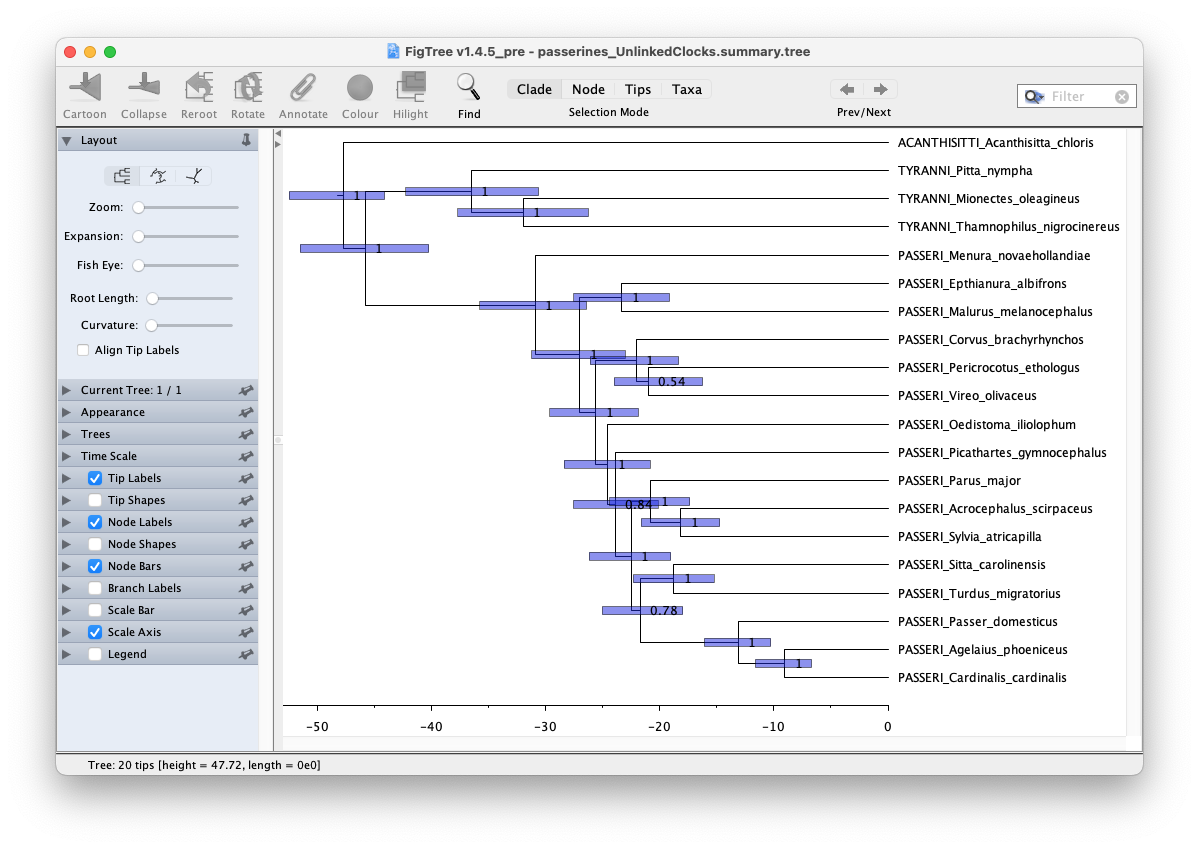 FigTree v1.4.5_pre - passerines_UnlinkedClocks.summary.tree
Clade Node Tips Taxa
Filter
Cartoon Collapse Reroot Rotate Annotate Colour Hilight Find Selection Mode Prev/Next
Layout
Zoom:
Expansion:
Fish Eye:
Root Length:
Curvature:
Align Tip Labels
Current Tree: 1 / 1
Appearance
Trees
Time Scale
Tip Labels
Tip Shapes
Node Labels
Node Shapes
Node Bars
Branch Labels
Scale Bar
Scale Axis
Legend
ACANTHISITTI_Acanthisitta_chloris
TYRANNI_Pitta_nympha
1
1
TYRANNI_Mionectes_oleagineus
1
TYRANNI_Thamnophilus_nigrocinereus
1
PASSERI_Menura_novaehollandiae
PASSERI_Epthianura_albifrons
1
1
PASSERI_Malurus_melanocephalus
PASSERI_Corvus_brachyrhynchos
1
1
PASSERI_Pericrocotus_ethologus
0.54
PASSERI_Vireo_olivaceus
1
PASSERI_Oedistoma_iliolophum
PASSERI_Picathartes_gymnocephalus
1
PASSERI_Parus_major
0.84
1
PASSERI_Acrocephalus_scirpaceus
1
PASSERI_Sylvia_atricapilla
1
PASSERI_Sitta_carolinensis
1
PASSERI_Turdus_migratorius
0.78
PASSERI_Passer_domesticus
1
PASSERI_Agelaius_phoeniceus
1
PASSERI_Cardinalis_cardinalis
-50 -40 -30 -20 -10 0
Tree: 20 tips [height = 47.72, length = 0e0]